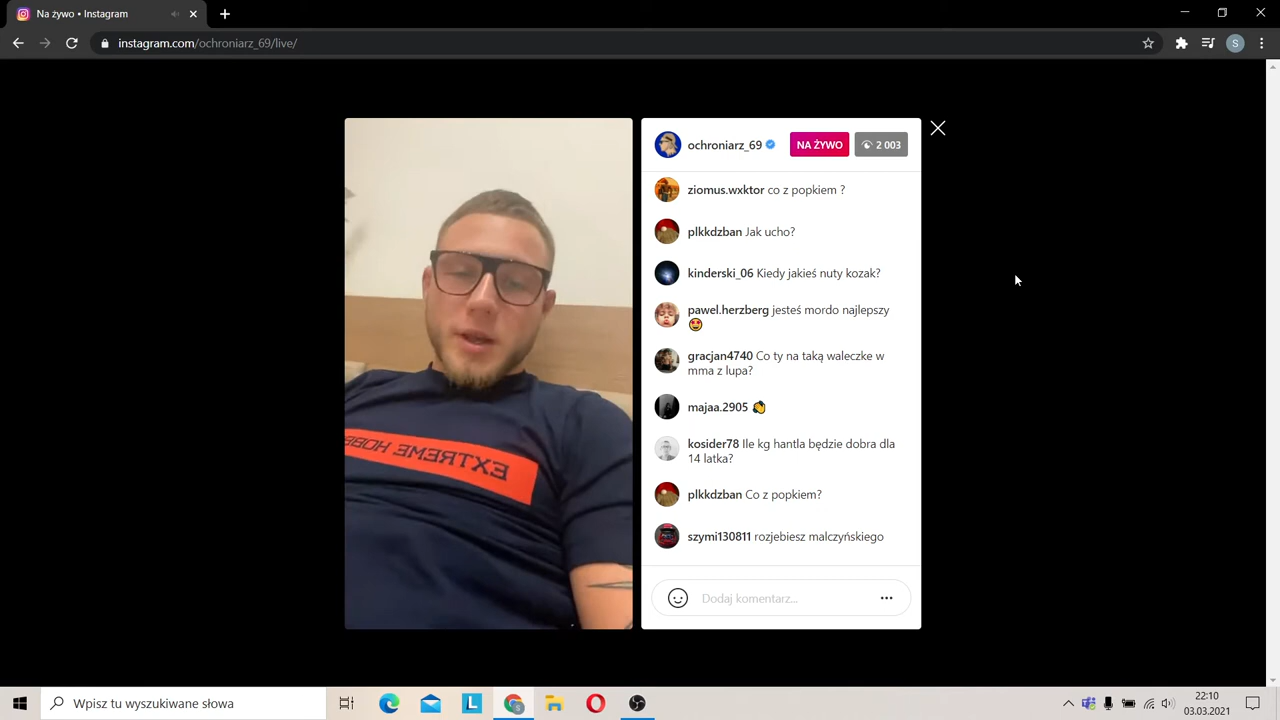 Na żywo • Instagram
instagram.com/ochroniarz_69/live/
S
EXTREME HOBB
ochroniarz_69
NA ŻYWO
2 003
ziomus.wxktor co z popkiem ?
plkkdzban Jak ucho?
kinderski_06 Kiedy jakieś nuty kozak?
pawel.herzberg jesteś mordo najlepszy
gracjan4740 Co ty na taką waleczke w
mma z lupa?
majaa.2905
kosider78 Ile kg hantla będzie dobra dla
14 latka?
plkkdzban Co z popkiem?
szymi130811 rozjebiesz malczyńskiego
Dodaj komentarz...
Wpisz tu wyszukiwane słowa
L
22:10
03.03.2021